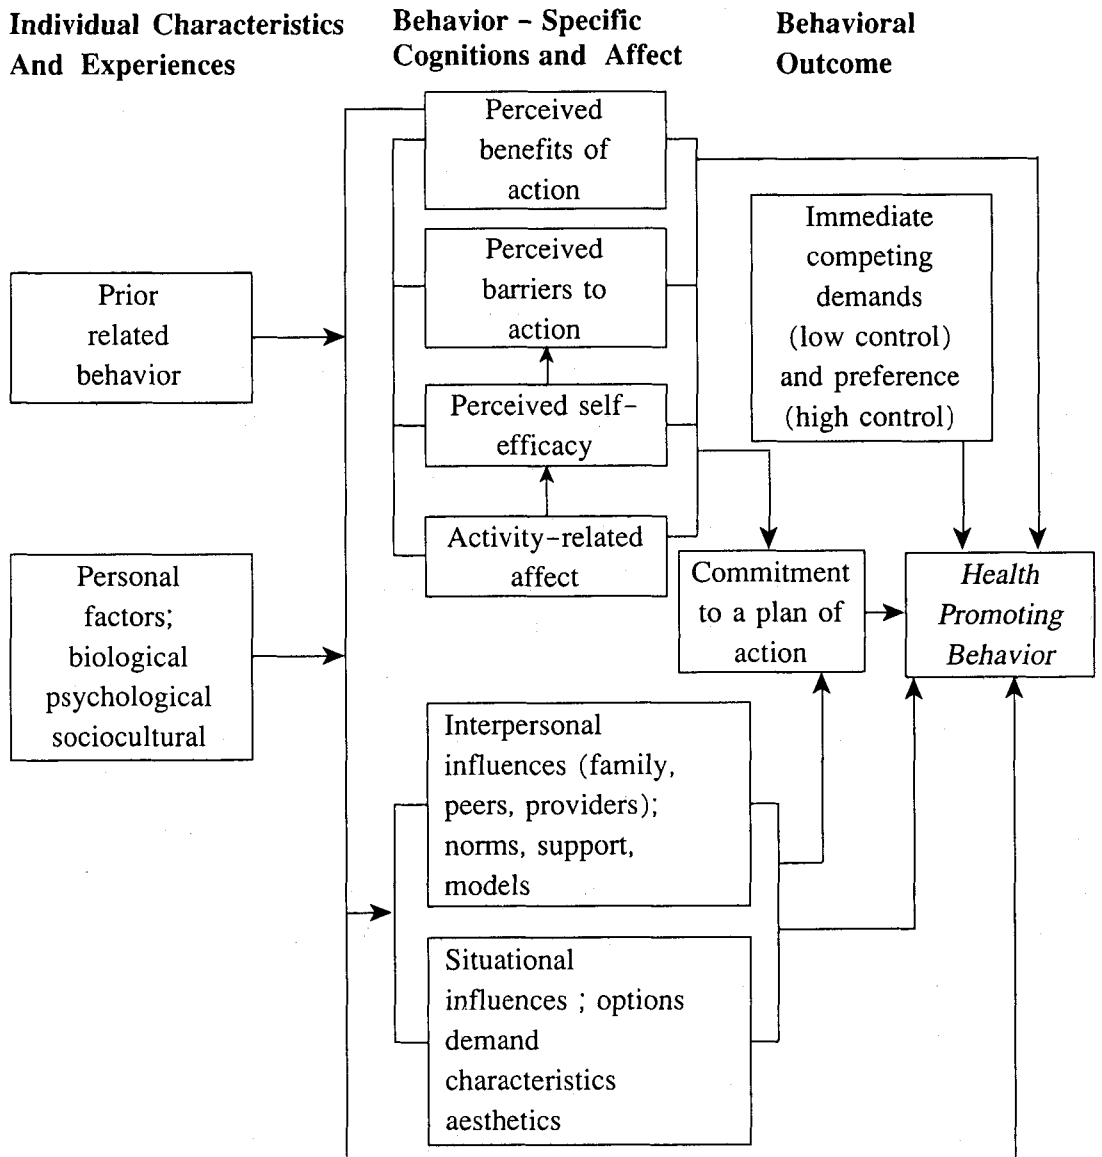 Individual Characteristics
And Experiences
Behavior – Specific
Cognitions and Affect
Behavioral
Outcome
Prior
related
behavior
Personal
factors;
biological
psychological
sociocultural
Perceived
benefits of
action
Perceived
barriers to
action
Perceived self-
efficacy
Activity-related
affect
Interpersonal
influences (family,
peers, providers);
norms, support,
models
Situational
influences ; options
demand
characteristics
aesthetics
Immediate
competing
demands
(low control)
and preference
(high control)
Commitment
to a plan of
action
Health
Promoting
Behavior